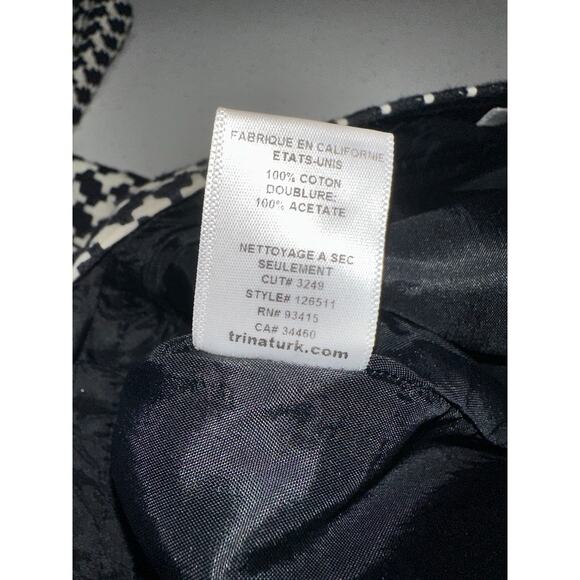 FABRIQUE EN CALIFORNIE
ETATS-UNIS
100% COTON
DOUBLURE:
100% ACETATE
NETTOYAGE A SEC
SEULEMENT
CUT# 3249
STYLE# 126511
RN# 93415
CA# 34460
trinaturk.com